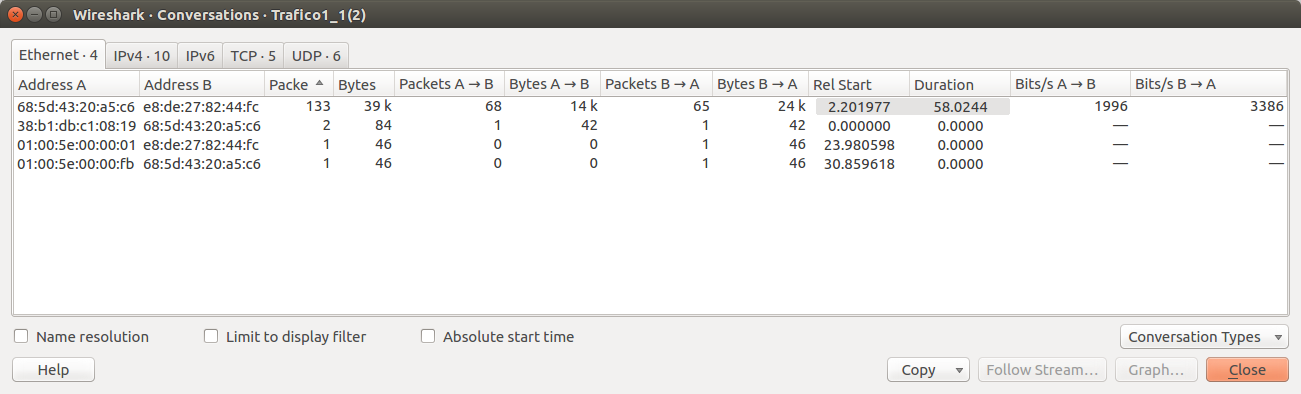 Wireshark · Conversations · Trafico1_1(2)
Ethernet · 4 IPv4 · 10 IPv6 TCP · 5 UDP · 6
Address A Address B Packe Bytes Packets A → B Bytes A → B Packets B → A Bytes B → A Rel Start Duration Bits/s A → B Bits/s B → A
68:5d:43:20:a5:c6 e8:de:27:82:44:fc 133 39 k 68 14 k 65 24 k 2.201977 58.0244 1996 3386
38:b1:db:c1:08:19 68:5d:43:20:a5:c6 2 84 1 42 1 42 0.000000 0.0000 — —
01:00:5e:00:00:01 e8:de:27:82:44:fc 1 46 0 0 1 46 23.980598 0.0000 — —
01:00:5e:00:00:fb 68:5d:43:20:a5:c6 1 46 0 0 1 46 30.859618 0.0000 — —
Name resolution Limit to display filter Absolute start time Conversation Types
Help Copy Follow Stream... Graph... Close